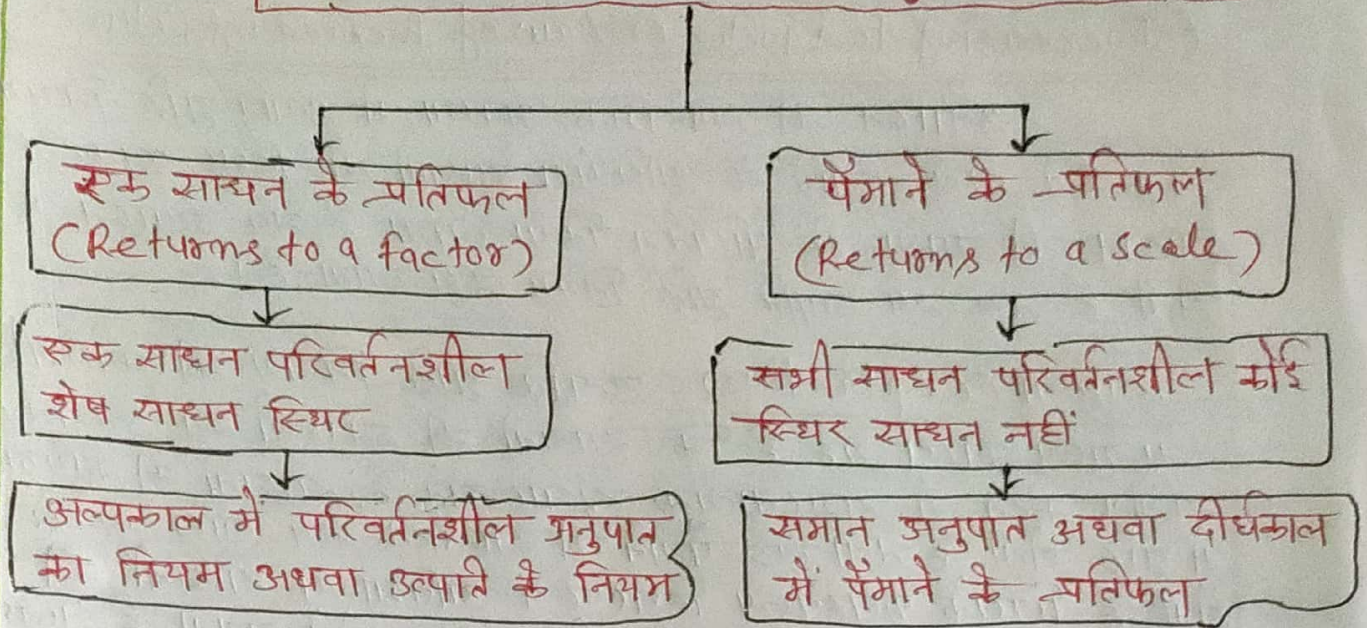 एक साधन के प्रतिफल
(Returns to a factor)
पैमाने के प्रतिफल
(Returns to a scale)
एक साधन परिवर्तनशील
शेष साधन स्थिर
सभी साधन परिवर्तनशील कोई
स्थिर साधन नहीं
अल्पकाल में परिवर्तनशील अनुपात
का नियम अथवा उत्पाते के नियम
समान अनुपात अथवा दीर्घकाल
में पैमाने के प्रतिफल